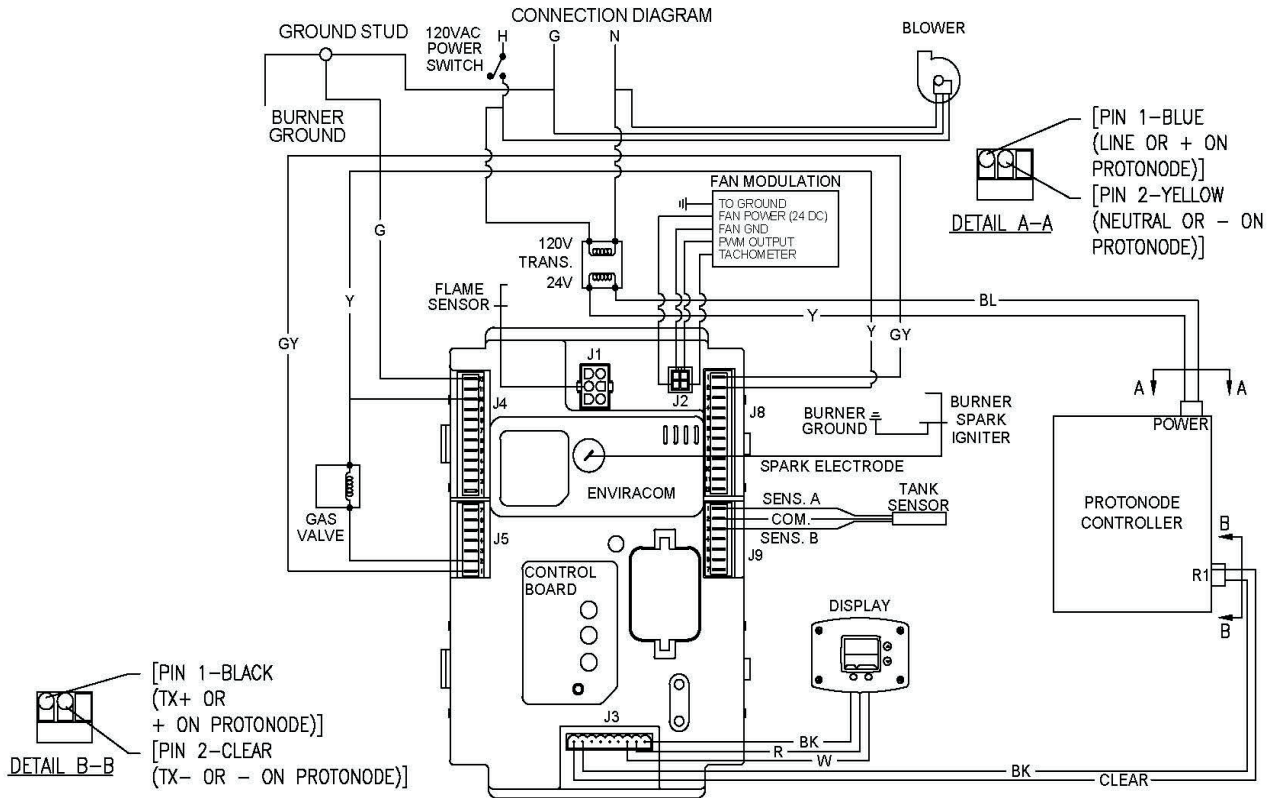 CONNECTION DIAGRAM
GROUND STUD
120VAC
POWER
SWITCH
H
G
N
BLOWER
BURNER
GROUND
[PIN 1-BLUE
(LINE OR + ON
PROTONODE)]
[PIN 2-YELLOW
(NEUTRAL OR - ON
PROTONODE)]
DETAIL A-A
FAN MODULATION
TO GROUND
FAN POWER (24 DC)
FAN GND
PWM OUTPUT
TACHOMETER
G
120V
TRANS.
24V
FLAME
SENSOR
Y
BL
Y
Y
GY
GY
J1
J2
J4
J8
A
A
POWER
BURNER
GROUND
BURNER
SPARK
IGNITER
SPARK ELECTRODE
ENVIRACOM
GAS
VALVE
SENS. A
COM.
SENS. B
TANK
SENSOR
J5
J9
PROTONODE
CONTROLLER
B
R1
B
CONTROL
BOARD
DISPLAY
[PIN 1-BLACK
(TX+ OR
+ ON PROTONODE)]
[PIN 2-CLEAR
(TX- OR - ON PROTONODE)]
DETAIL B-B
J3
BK
R
W
BK
CLEAR